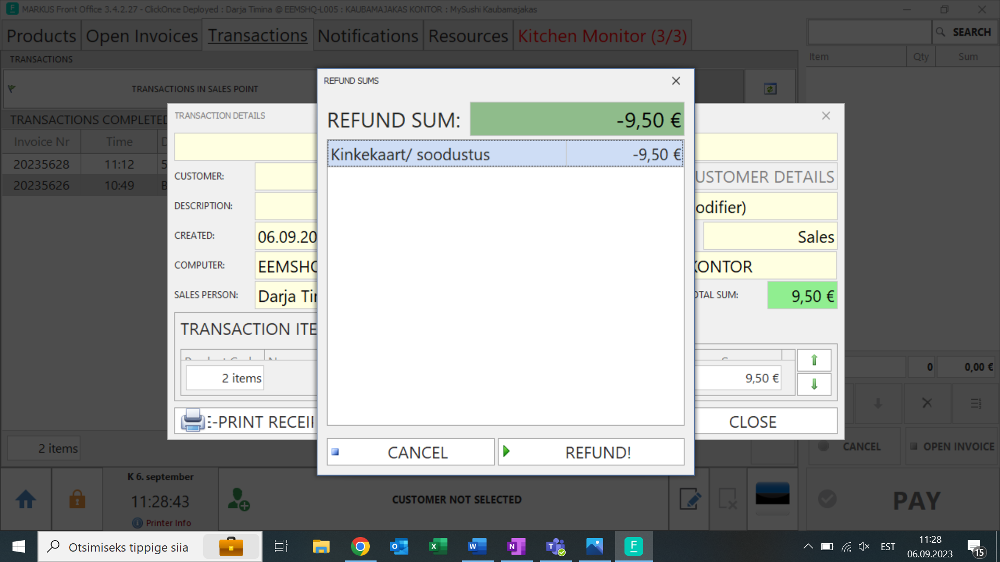 MARKUS Front Office 3.4.2.27 - ClickOnce Deployed : Darja Timina @ EEMSHQ-L005 : KAUBAMAJAKAS KONTOR : MySushi Kaubamajakas
Products
Open Invoices
Transactions
Notifications
Resources
Kitchen Monitor (3/3)
SEARCH
TRANSACTIONS
Item
Qty
Sum
TRANSACTIONS IN SALES POINT
TRANSACTIONS COMPLETED
Invoice Nr
Time
D
20235628
11:12
5
20235626
10:49
B
2 items
TRANSACTION DETAILS
CUSTOMER:
USTOMER DETAILS
DESCRIPTION:
odifier)
CREATED:
06.09.20
Sales
COMPUTER:
EEMSHQ
KONTOR
SALES PERSON:
Darja Tir
OTAL SUM:
9,50 €
TRANSACTION ITE
2 items
9,50 €
E-PRINT RECEI
CLOSE
REFUND SUMS
REFUND SUM:
-9,50 €
Kinkekaart/ soodustus
-9,50 €
CANCEL
REFUND!
0
0,00 €
CANCEL
OPEN INVOICE
K 6. september
11:28:43
Printer Info
CUSTOMER NOT SELECTED
PAY
Otsimiseks tippige siia
EST
11:28
06.09.2023
15